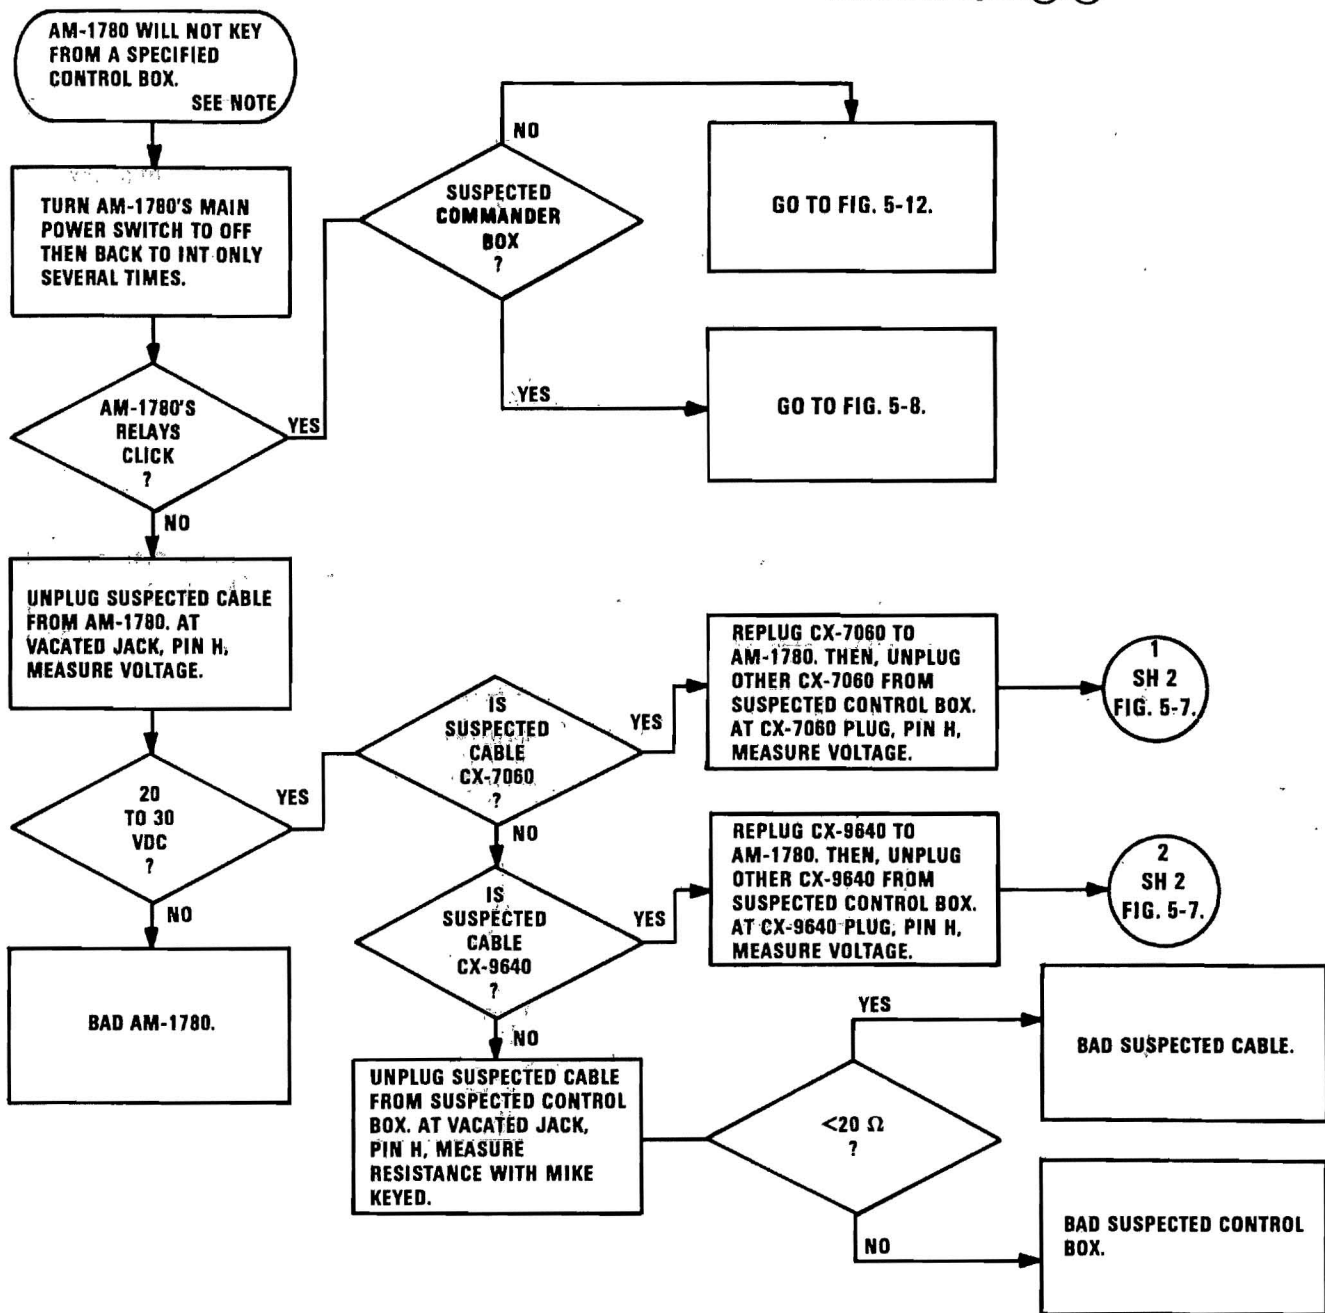 AM-1780 WILL NOT KEY
FROM A SPECIFIED
CONTROL BOX.
SEE NOTE
TURN AM-1780'S MAIN
POWER SWITCH TO OFF
THEN BACK TO INT ONLY
SEVERAL TIMES.
AM-1780'S
RELAYS
CLICK
?
YES
NO
SUSPECTED
COMMANDER
BOX
?
NO
GO TO FIG. 5-12.
YES
GO TO FIG. 5-8.
UNPLUG SUSPECTED CABLE
FROM AM-1780. AT
VACATED JACK, PIN H,
MEASURE VOLTAGE.
20
TO 30
VDC
?
YES
NO
BAD AM-1780.
IS
SUSPECTED
CABLE
CX-7060
?
YES
NO
REPLUG CX-7060 TO
AM-1780. THEN, UNPLUG
OTHER CX-7060 FROM
SUSPECTED CONTROL BOX.
AT CX-7060 PLUG, PIN H,
MEASURE VOLTAGE.
1
SH 2
FIG. 5-7.
IS
SUSPECTED
CABLE
CX-9640
?
YES
NO
REPLUG CX-9640 TO
AM-1780. THEN, UNPLUG
OTHER CX-9640 FROM
SUSPECTED CONTROL BOX.
AT CX-9640 PLUG, PIN H,
MEASURE VOLTAGE.
2
SH 2
FIG. 5-7.
UNPLUG SUSPECTED CABLE
FROM SUSPECTED CONTROL
BOX. AT VACATED JACK,
PIN H, MEASURE
RESISTANCE WITH MIKE
KEYED.
<20 Ω
?
YES
BAD SUSPECTED CABLE.
NO
BAD SUSPECTED CONTROL
BOX.